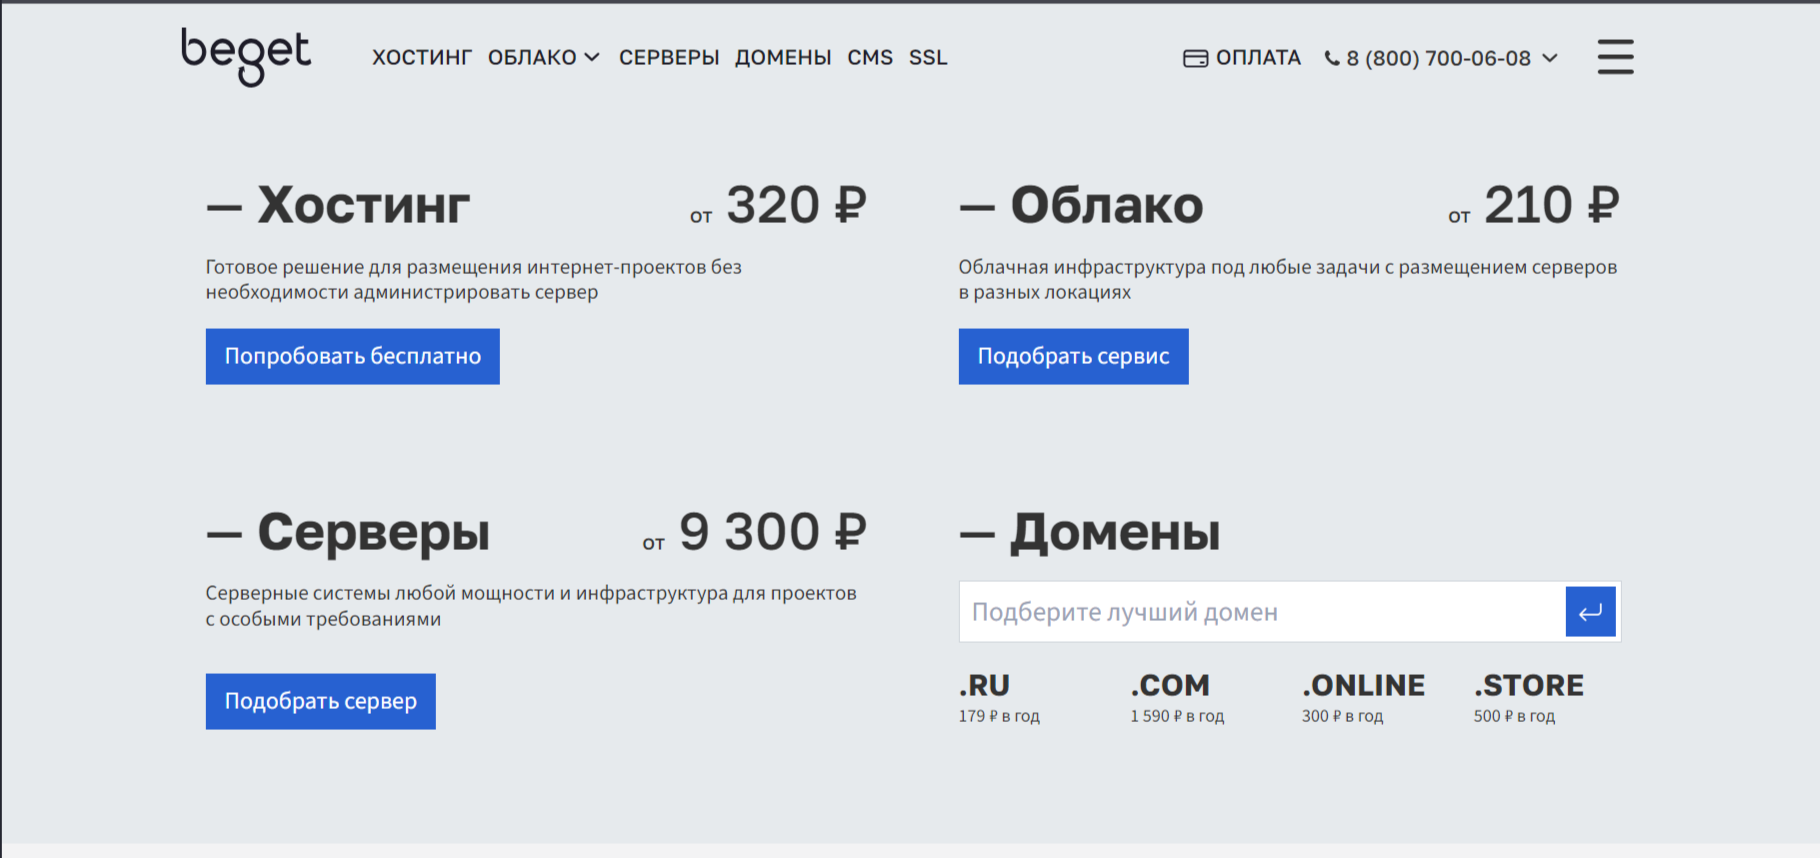 beget
ХОСТИНГ ОБЛАКО СЕРВЕРЫ ДОМЕНЫ CMS SSL
ОПЛАТА 8 (800) 700-06-08
— Хостинг
от 320 ₽
Готовое решение для размещения интернет-проектов без
необходимости администрировать сервер
Попробовать бесплатно
— Облако
от 210 ₽
Облачная инфраструктура под любые задачи с размещением серверов
в разных локациях
Подобрать сервис
— Серверы
от 9 300 ₽
Серверные системы любой мощности и инфраструктура для проектов
с особыми требованиями
Подобрать сервер
— Домены
Подберите лучший домен
.RU
179 ₽ в год
.COM
1 590 ₽ в год
.ONLINE
300 ₽ в год
.STORE
500 ₽ в год